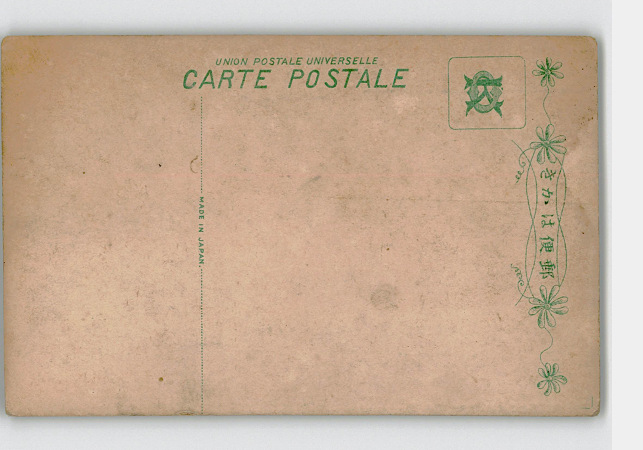 UNION POSTALE UNIVERSELLE
CARTE POSTALE
MADE IN JAPAN.
きかは便郵